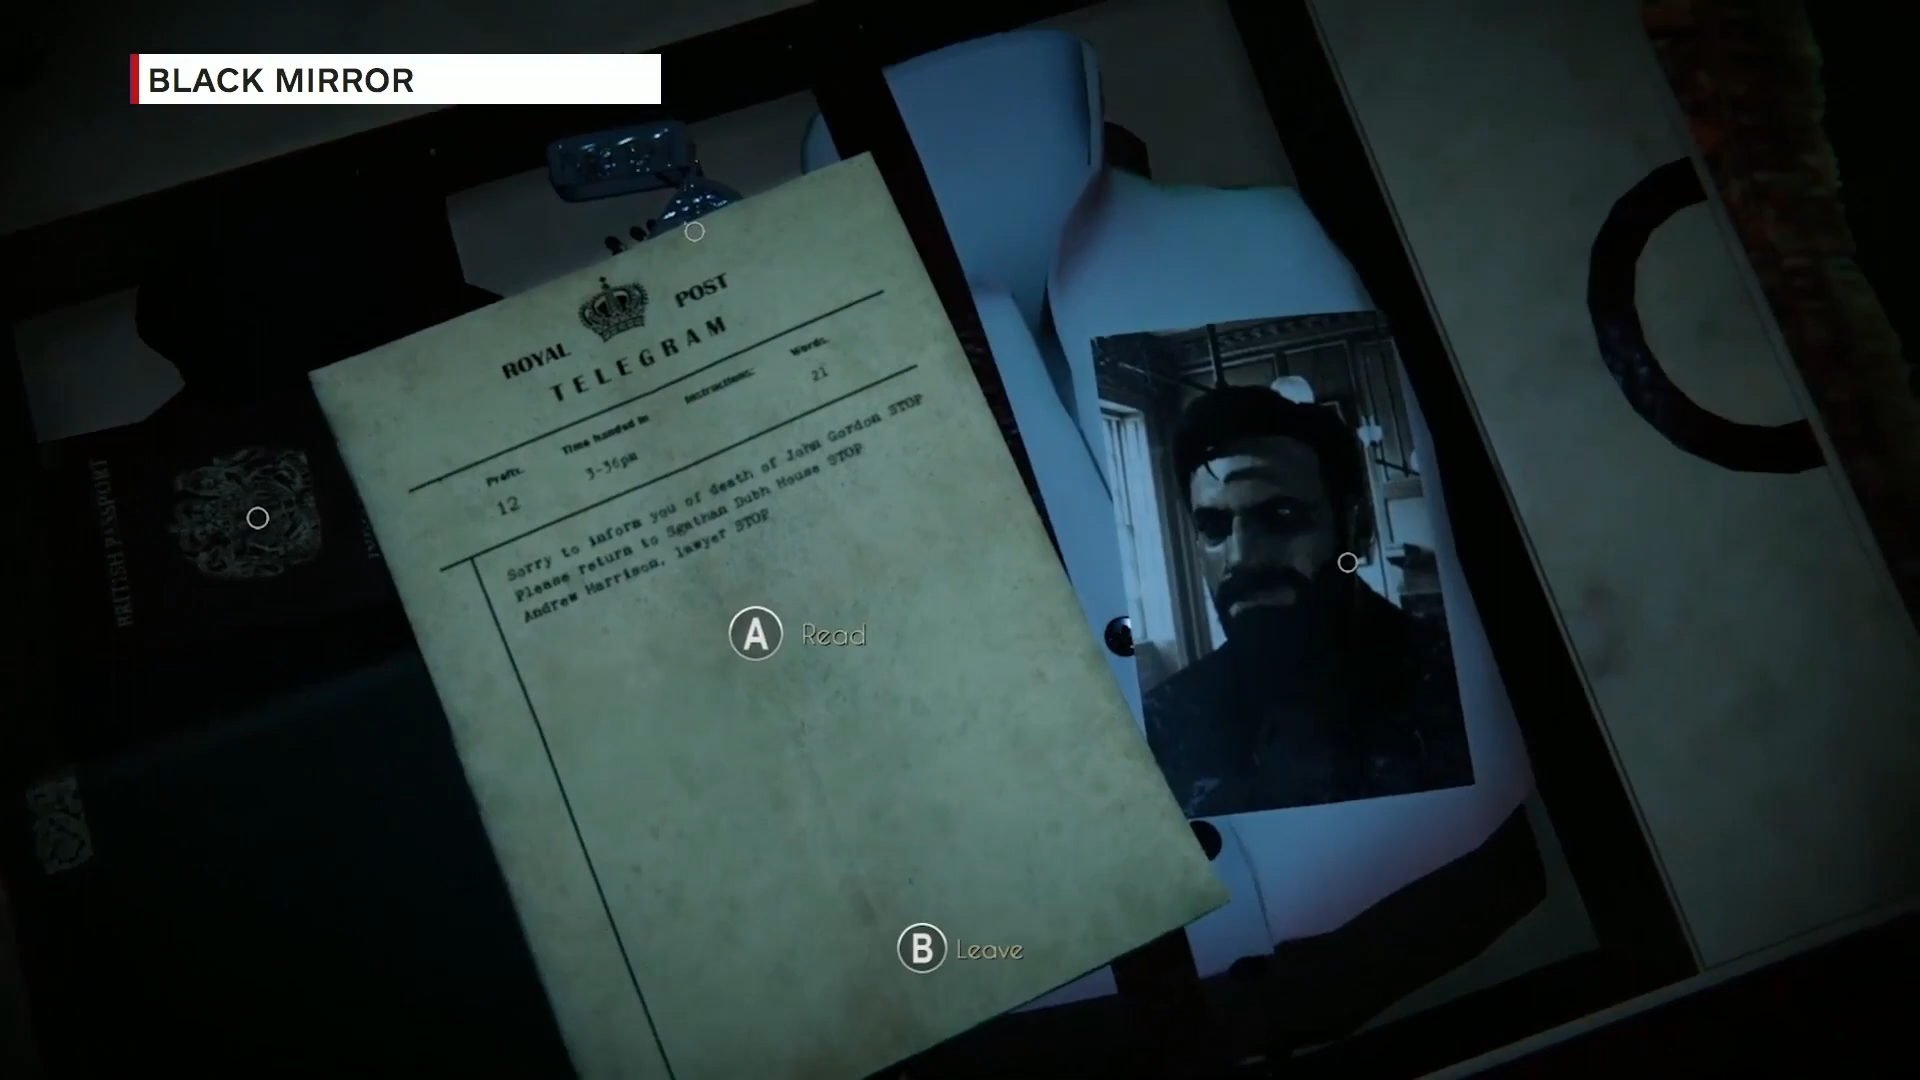 BLACK MIRROR
ROYAL POST
TELEGRAM
Prefix. Time handed in Instructions: Words.
12 3-36pm 21
Sorry to inform you of death of John Gordon STOP
Please return to Sgathan Dubh House STOP
Andrew Harrison, lawyer STOP
BRITISH PASSPORT
A Read
B Leave